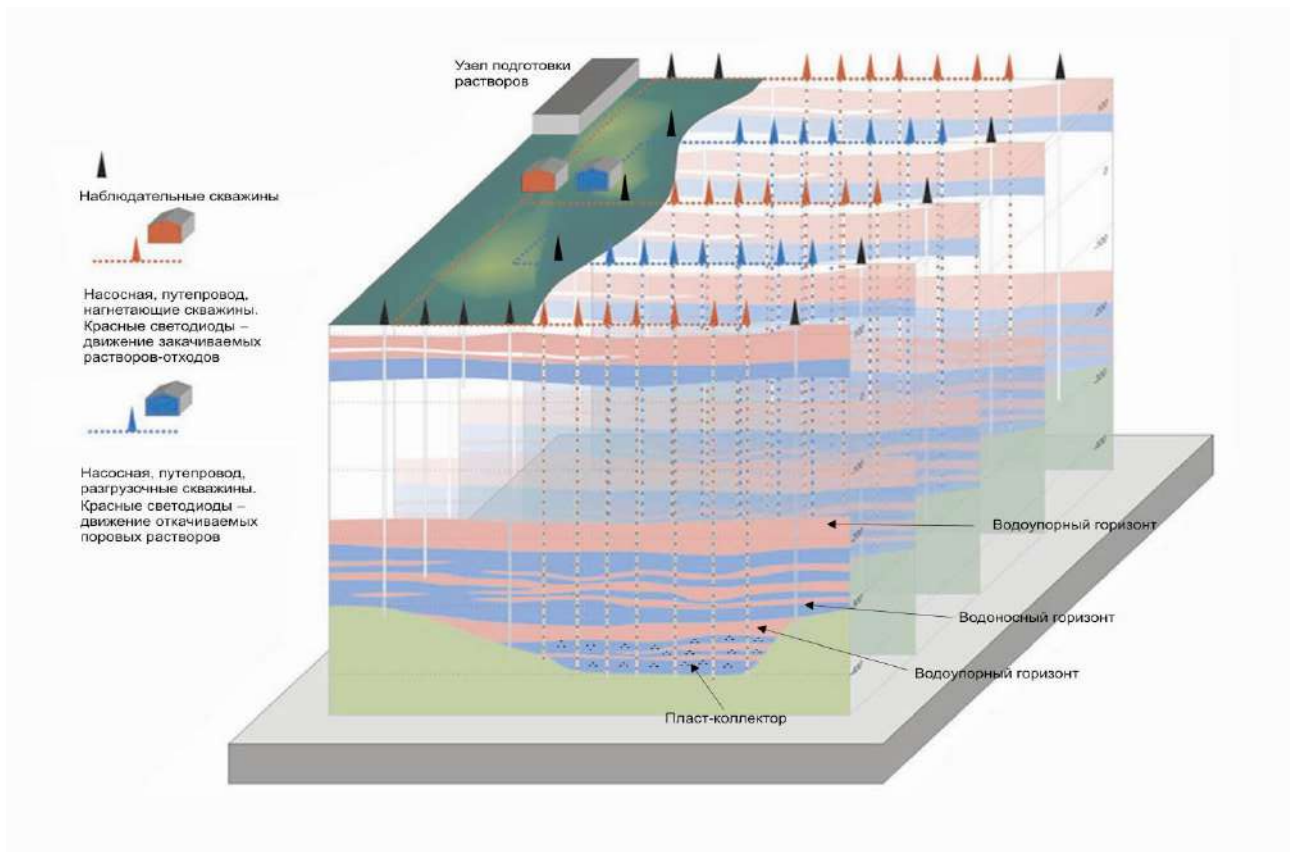 Узел подготовки
растворов
Наблюдательные скважины
Насосная, путепровод,
нагнетающие скважины.
Красные светодиоды –
движение закачиваемых
растворов-отходов
Насосная, путепровод,
разгрузочные скважины.
Красные светодиоды –
движение откачиваемых
поровых растворов
Водоупорный горизонт
Водоносный горизонт
Водоупорный горизонт
Пласт-коллектор